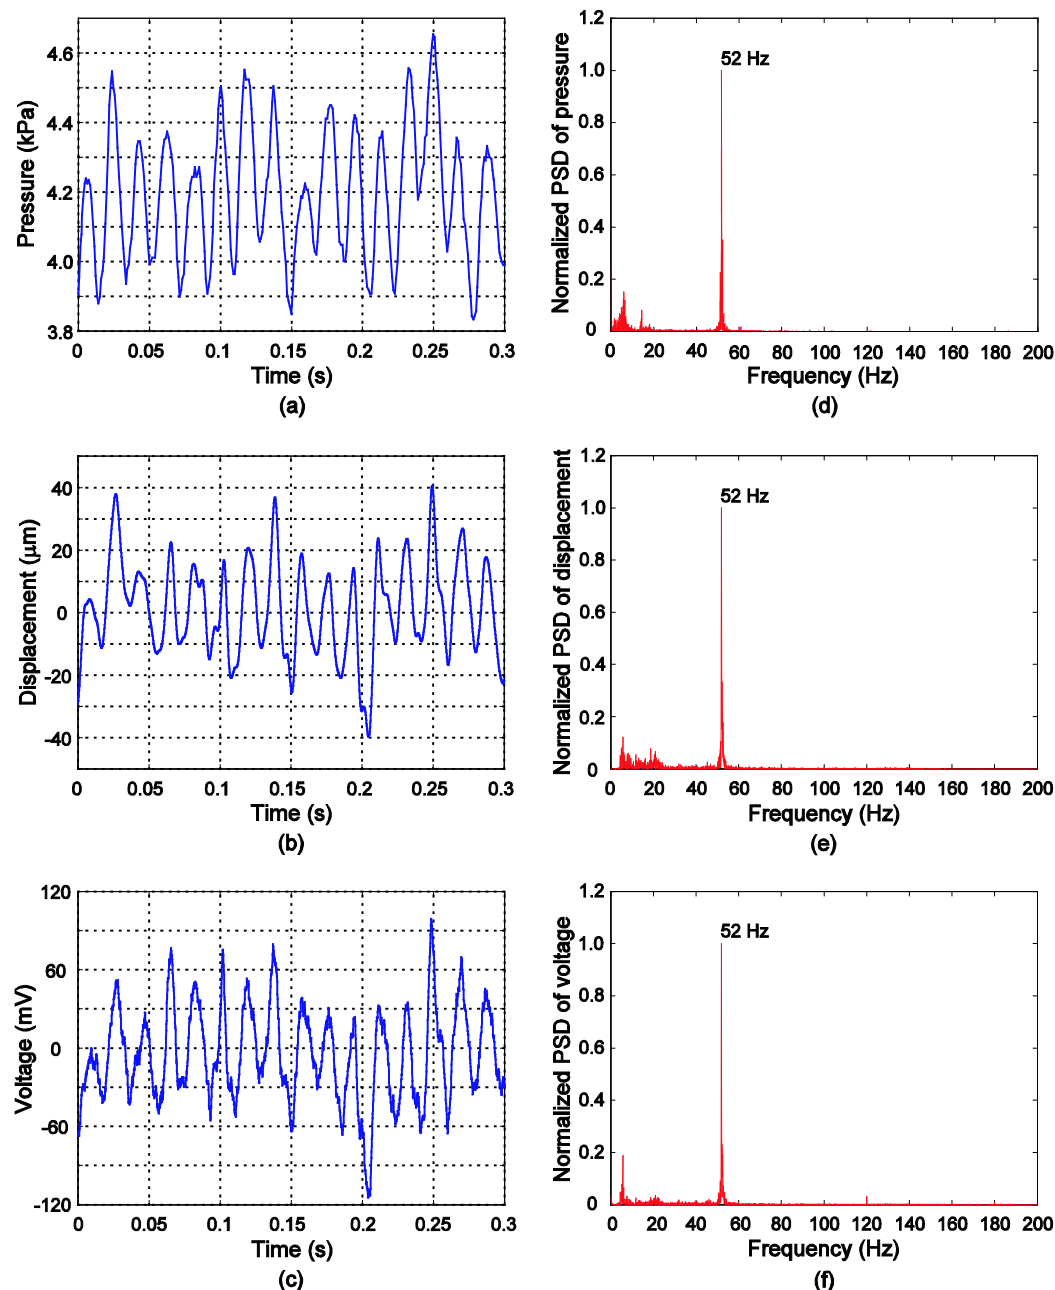 Pressure (kPa)
4.6
4.4
4.2
4.0
3.8
0 0.05 0.1 0.15 0.2 0.25 0.3
Time (s)
(a)
Normalized PSD of pressure
1.2
52 Hz
1.0
0.8
0.6
0.4
0.2
0
0 20 40 60 80 100 120 140 160 180 200
Frequency (Hz)
(d)
Displacement (μm)
40
20
0
-20
-40
0 0.05 0.1 0.15 0.2 0.25 0.3
Time (s)
(b)
Normalized PSD of displacement
1.2
52 Hz
1.0
0.8
0.6
0.4
0.2
0
0 20 40 60 80 100 120 140 160 180 200
Frequency (Hz)
(e)
Voltage (mV)
120
60
0
-60
-120
0 0.05 0.1 0.15 0.2 0.25 0.3
Time (s)
(c)
Normalized PSD of voltage
1.2
52 Hz
1.0
0.8
0.6
0.4
0.2
0
0 20 40 60 80 100 120 140 160 180 200
Frequency (Hz)
(f)